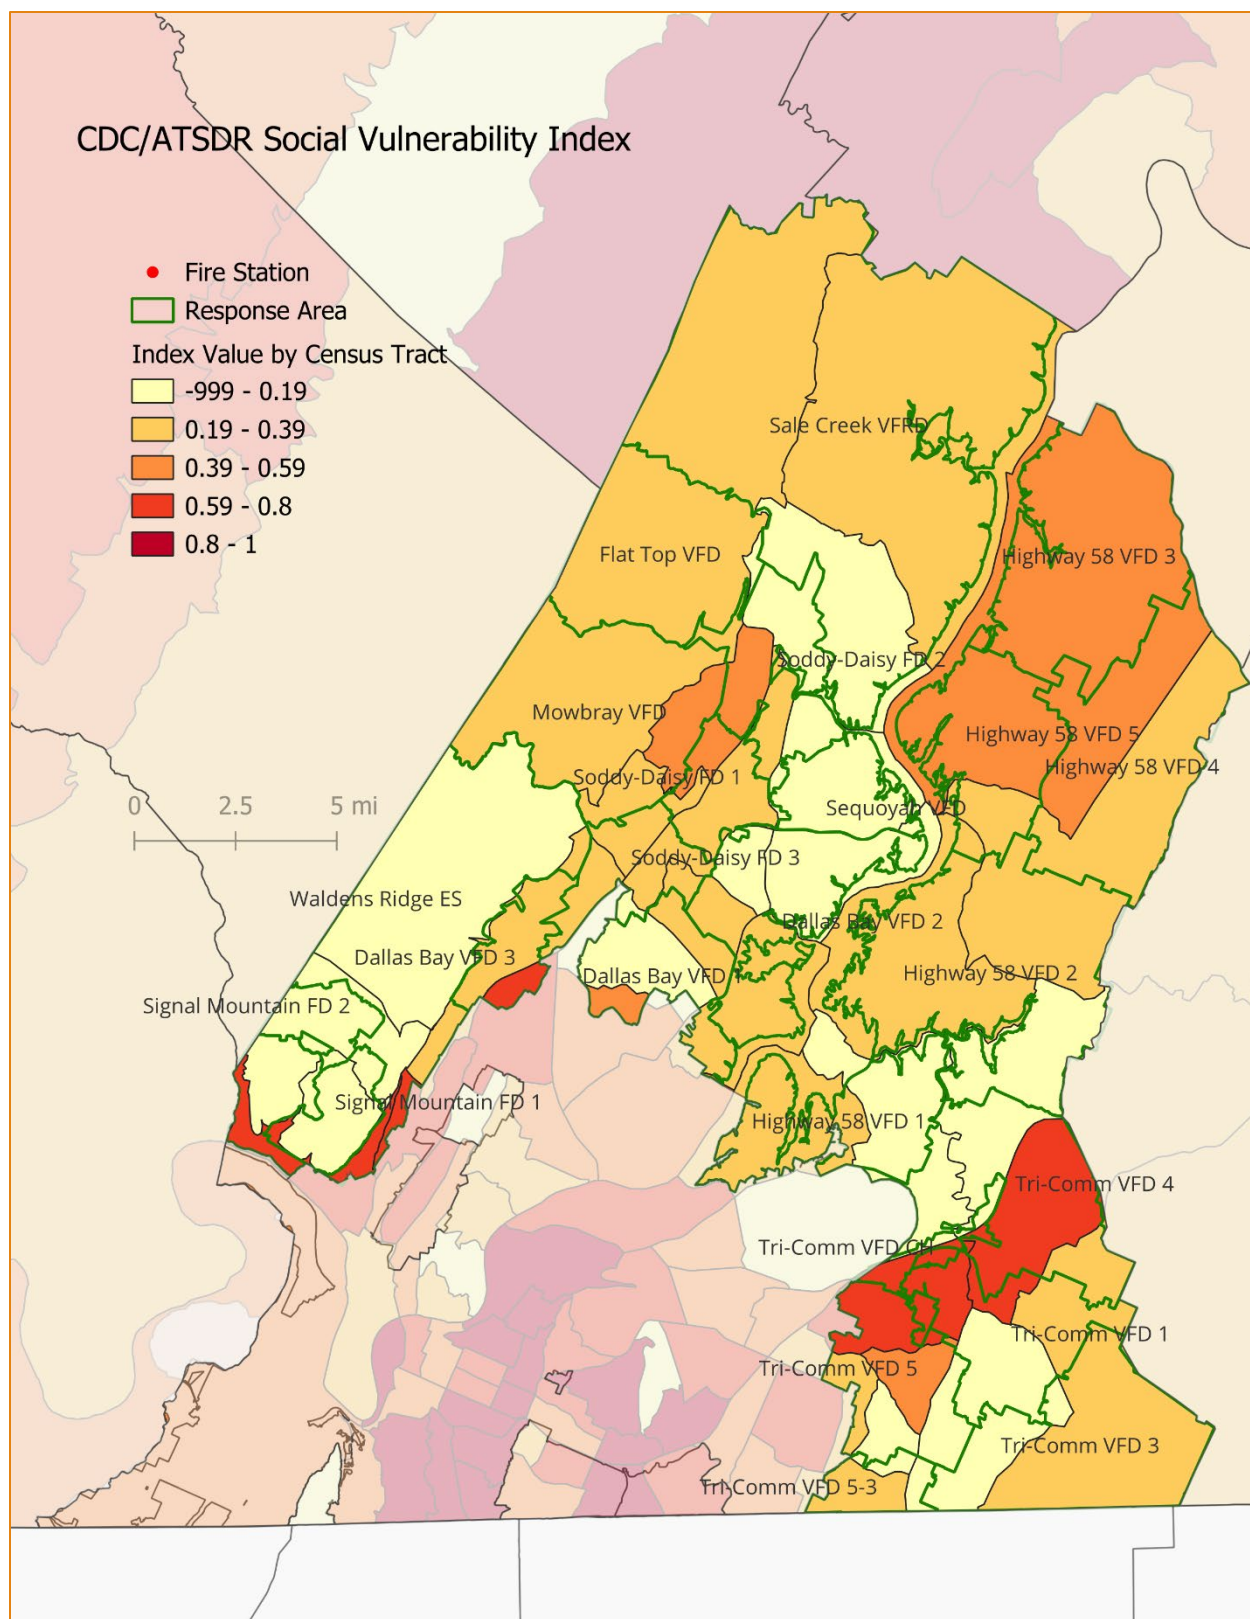 CDC/ATSDR Social Vulnerability Index
Fire Station
Response Area
Index Value by Census Tract
-999 - 0.19
0.19 - 0.39
0.39 - 0.59
0.59 - 0.8
0.8 - 1
Sale Creek VFRD
Flat Top VFD
Highway 58 VFD 3
Soddy-Daisy FD 2
Mowbray VFD
Highway 58 VFD 5
Highway 58 VFD 4
Soddy-Daisy FD 1
0 2.5 5 mi
Sequoyah VFD
Soddy-Daisy FD 3
Waldens Ridge ES
Dallas Bay VFD 2
Dallas Bay VFD 3
Dallas Bay VFD 1
Highway 58 VFD 2
Signal Mountain FD 2
Signal Mountain FD 1
Highway 58 VFD 1
Tri-Comm VFD 4
Tri-Comm VFD CH 7
Tri-Comm VFD 1
Tri-Comm VFD 5
Tri-Comm VFD 3
Tri-Comm VFD 5-3